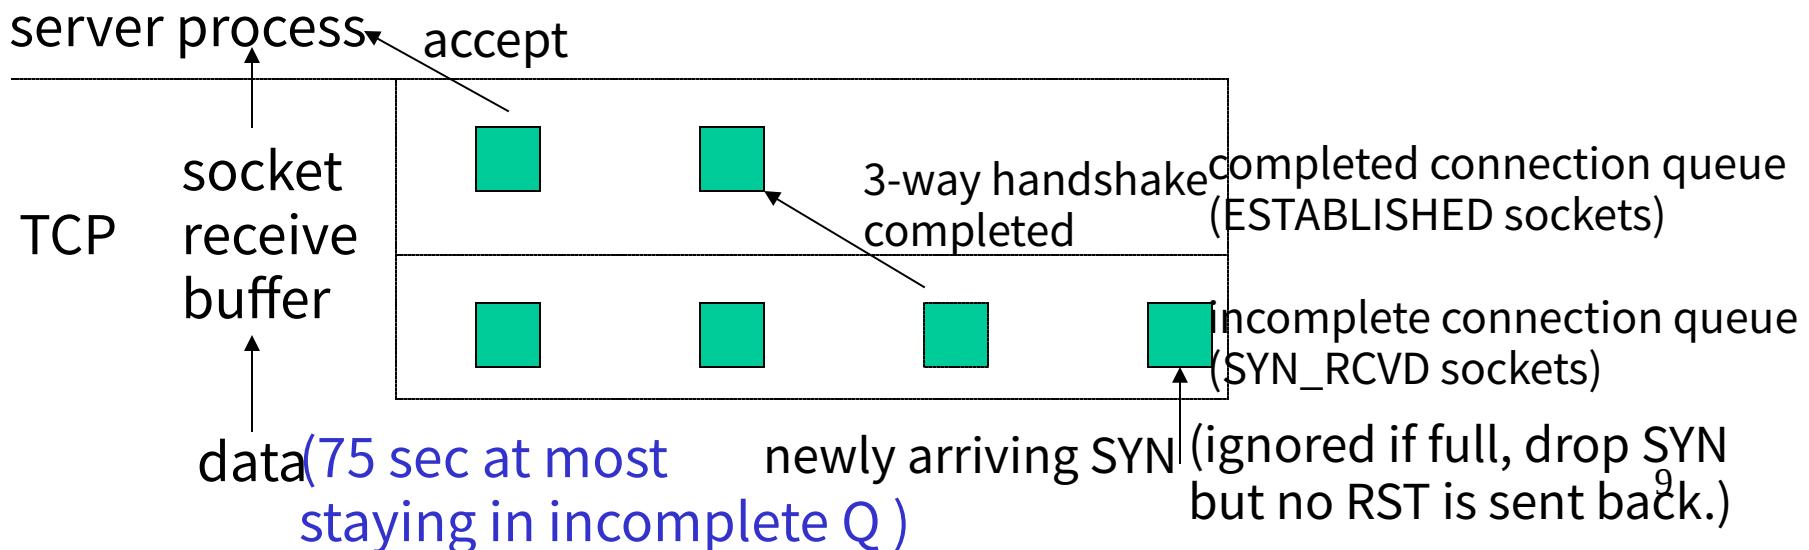 server process
accept
TCP
socket
receive
buffer
3-way handshake
completed
completed connection queue
(ESTABLISHED sockets)
incomplete connection queue
(SYN_RCVD sockets)
data
(75 sec at most
staying in incomplete Q )
newly arriving SYN
(ignored if full, drop SYN
but no RST is sent back.)
9